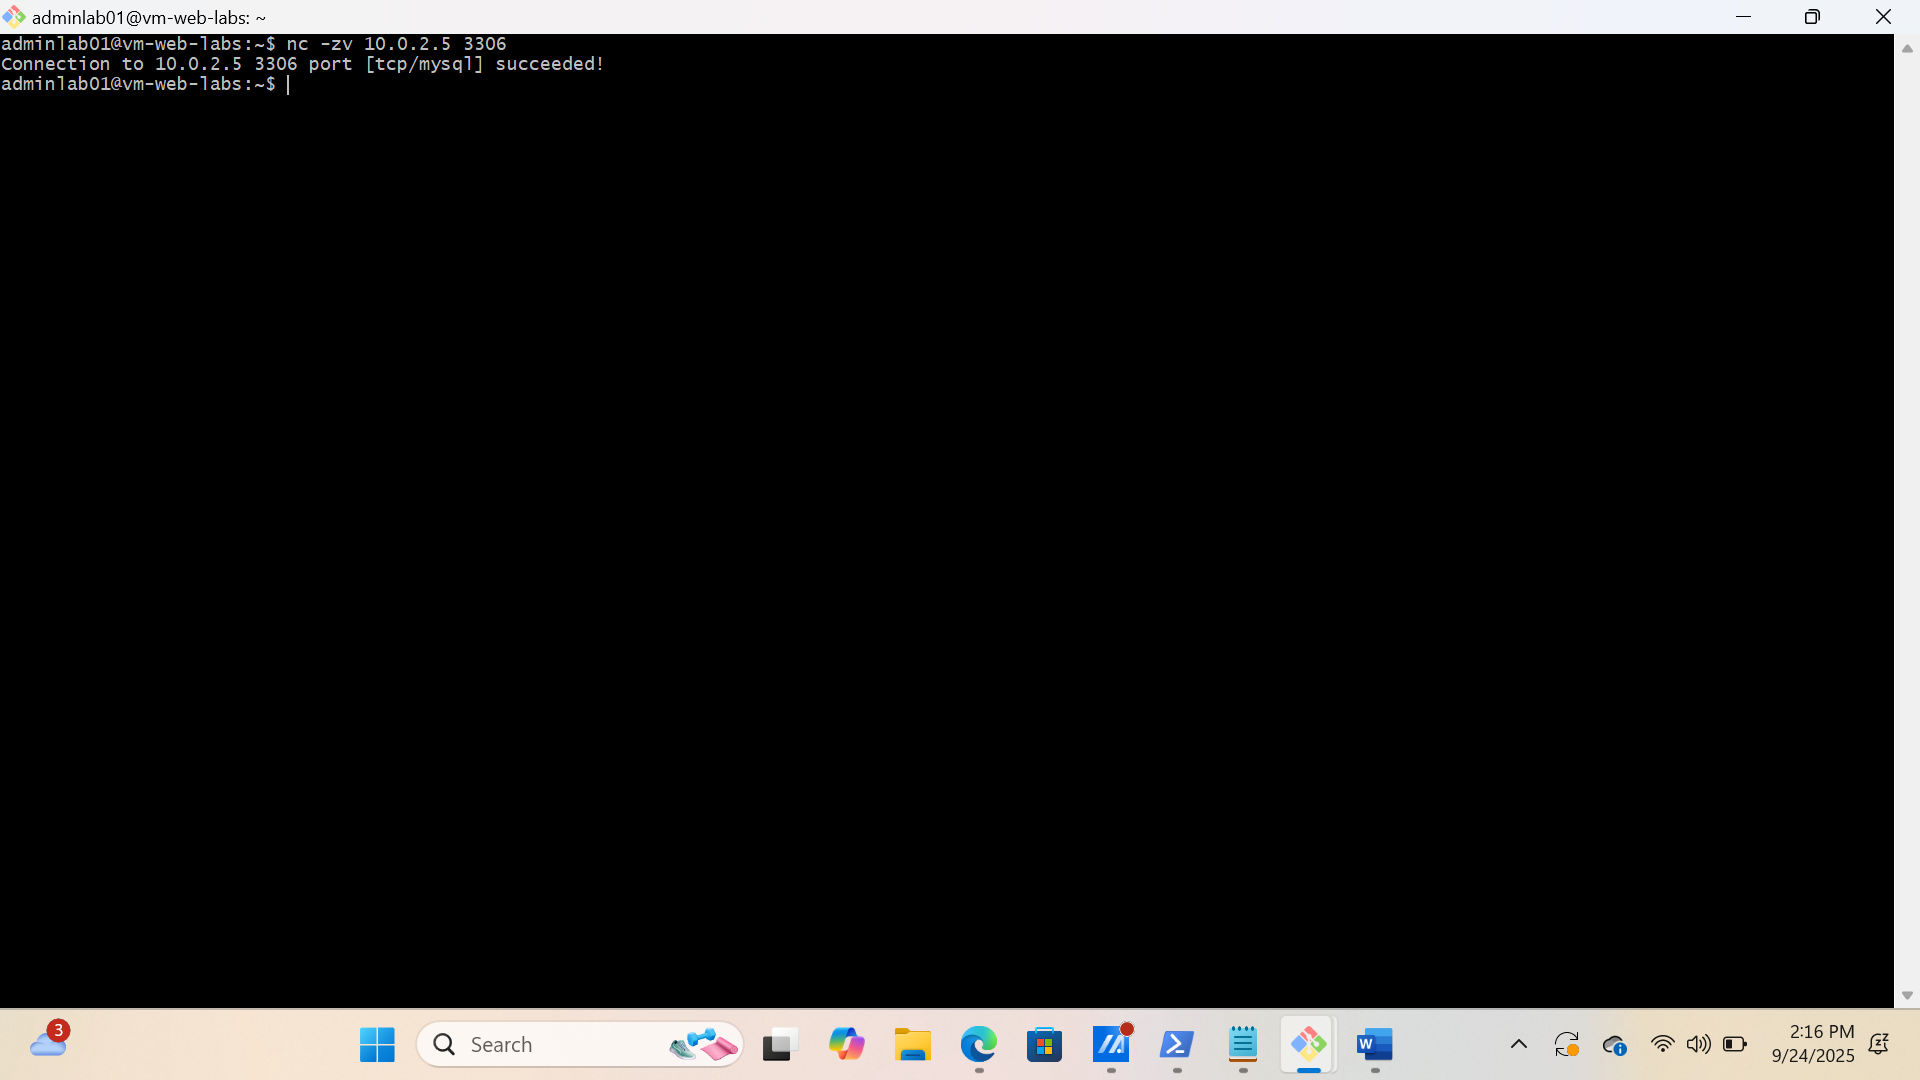 adminlab01@vm-web-labs: ~
adminlab01@vm-web-labs:~$ nc -zv 10.0.2.5 3306
Connection to 10.0.2.5 3306 port [tcp/mysql] succeeded!
adminlab01@vm-web-labs:~$
3
Search
W
2:16 PM
9/24/2025